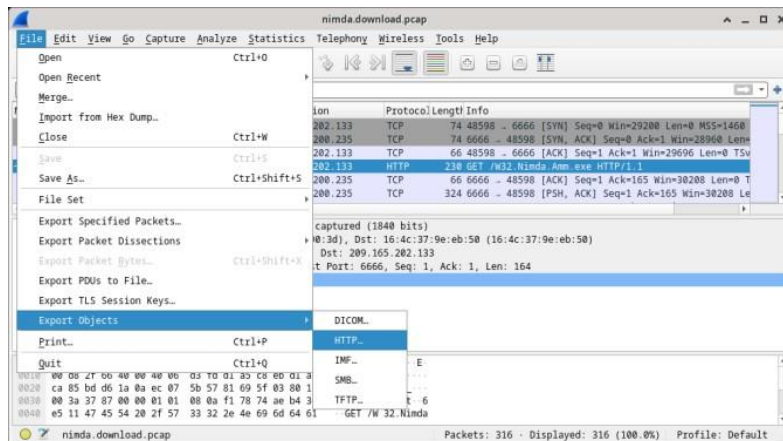 nimda.download.pcap
File Edit View Go Capture Analyze Statistics Telephony Wireless Tools Help
Open Ctrl+O
Open Recent
Merge…
Import from Hex Dump…
Close Ctrl+W
Save Ctrl+S
Save As… Ctrl+Shift+S
File Set
Export Specified Packets…
Export Packet Dissections
Export Packet Bytes… Ctrl+Shift+X
Export PDUs to File…
Export TLS Session Keys…
Export Objects
Print… Ctrl+P
Quit Ctrl+Q
DICOM…
HTTP…
IMF…
SMB…
TFTP…
ion Protocol Length Info
202.133 TCP 74 48598 → 6666 [SYN] Seq=0 Win=29200 Len=0 MSS=1460
200.235 TCP 74 6666 → 48598 [SYN, ACK] Seq=0 Ack=1 Win=28960 Len=
202.133 TCP 66 48598 → 6666 [ACK] Seq=1 Ack=1 Win=29696 Len=0 TSv
202.133 HTTP 230 GET /W32.Nimda.Amm.exe HTTP/1.1
200.235 TCP 66 6666 → 48598 [ACK] Seq=1 Ack=165 Win=30208 Len=0 T
200.235 TCP 324 6666 → 48598 [PSH, ACK] Seq=1 Ack=165 Win=30208 Le
captured (1840 bits)
0:3d), Dst: 16:4c:37:9e:eb:50 (16:4c:37:9e:eb:50)
Dst: 209.165.202.133
t Port: 6666, Seq: 1, Ack: 1, Len: 164
0020 ca 85 bd d6 1a 0a ec 07 5b 57 81 69 5f 03 80 1
0030 00 3a 37 87 00 00 01 01 08 0a f1 78 74 ae b4 3
0040 e5 11 47 45 54 20 2f 57 33 32 2e 4e 69 6d 64 61 GET /W 32.Nimda
nimda.download.pcap Packets: 316 · Displayed: 316 (100.0%) Profile: Default